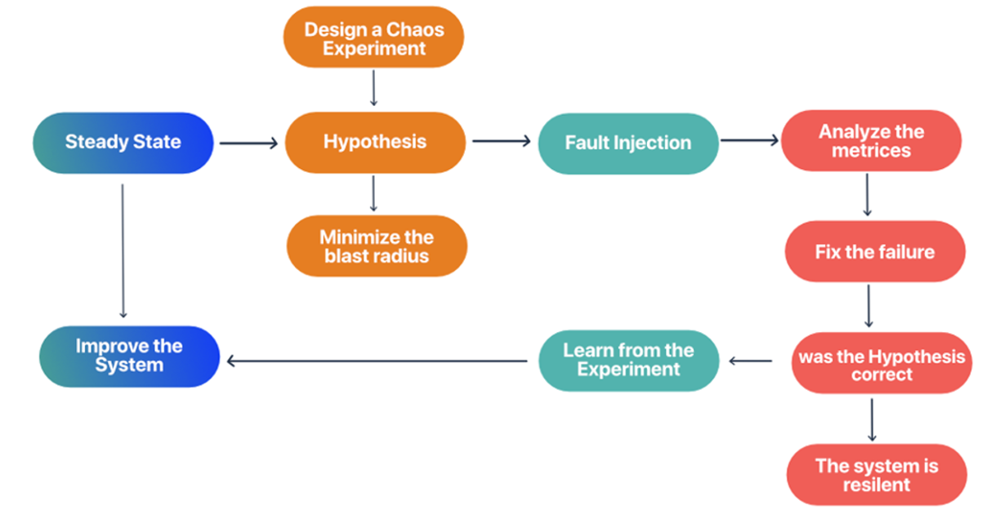 Design a Chaos
Experiment
Steady State
Hypothesis
Fault Injection
Analyze the
metrices
Minimize the
blast radius
Fix the failure
Improve the
System
Learn from the
Experiment
was the Hypothesis
correct
The system is
resilent